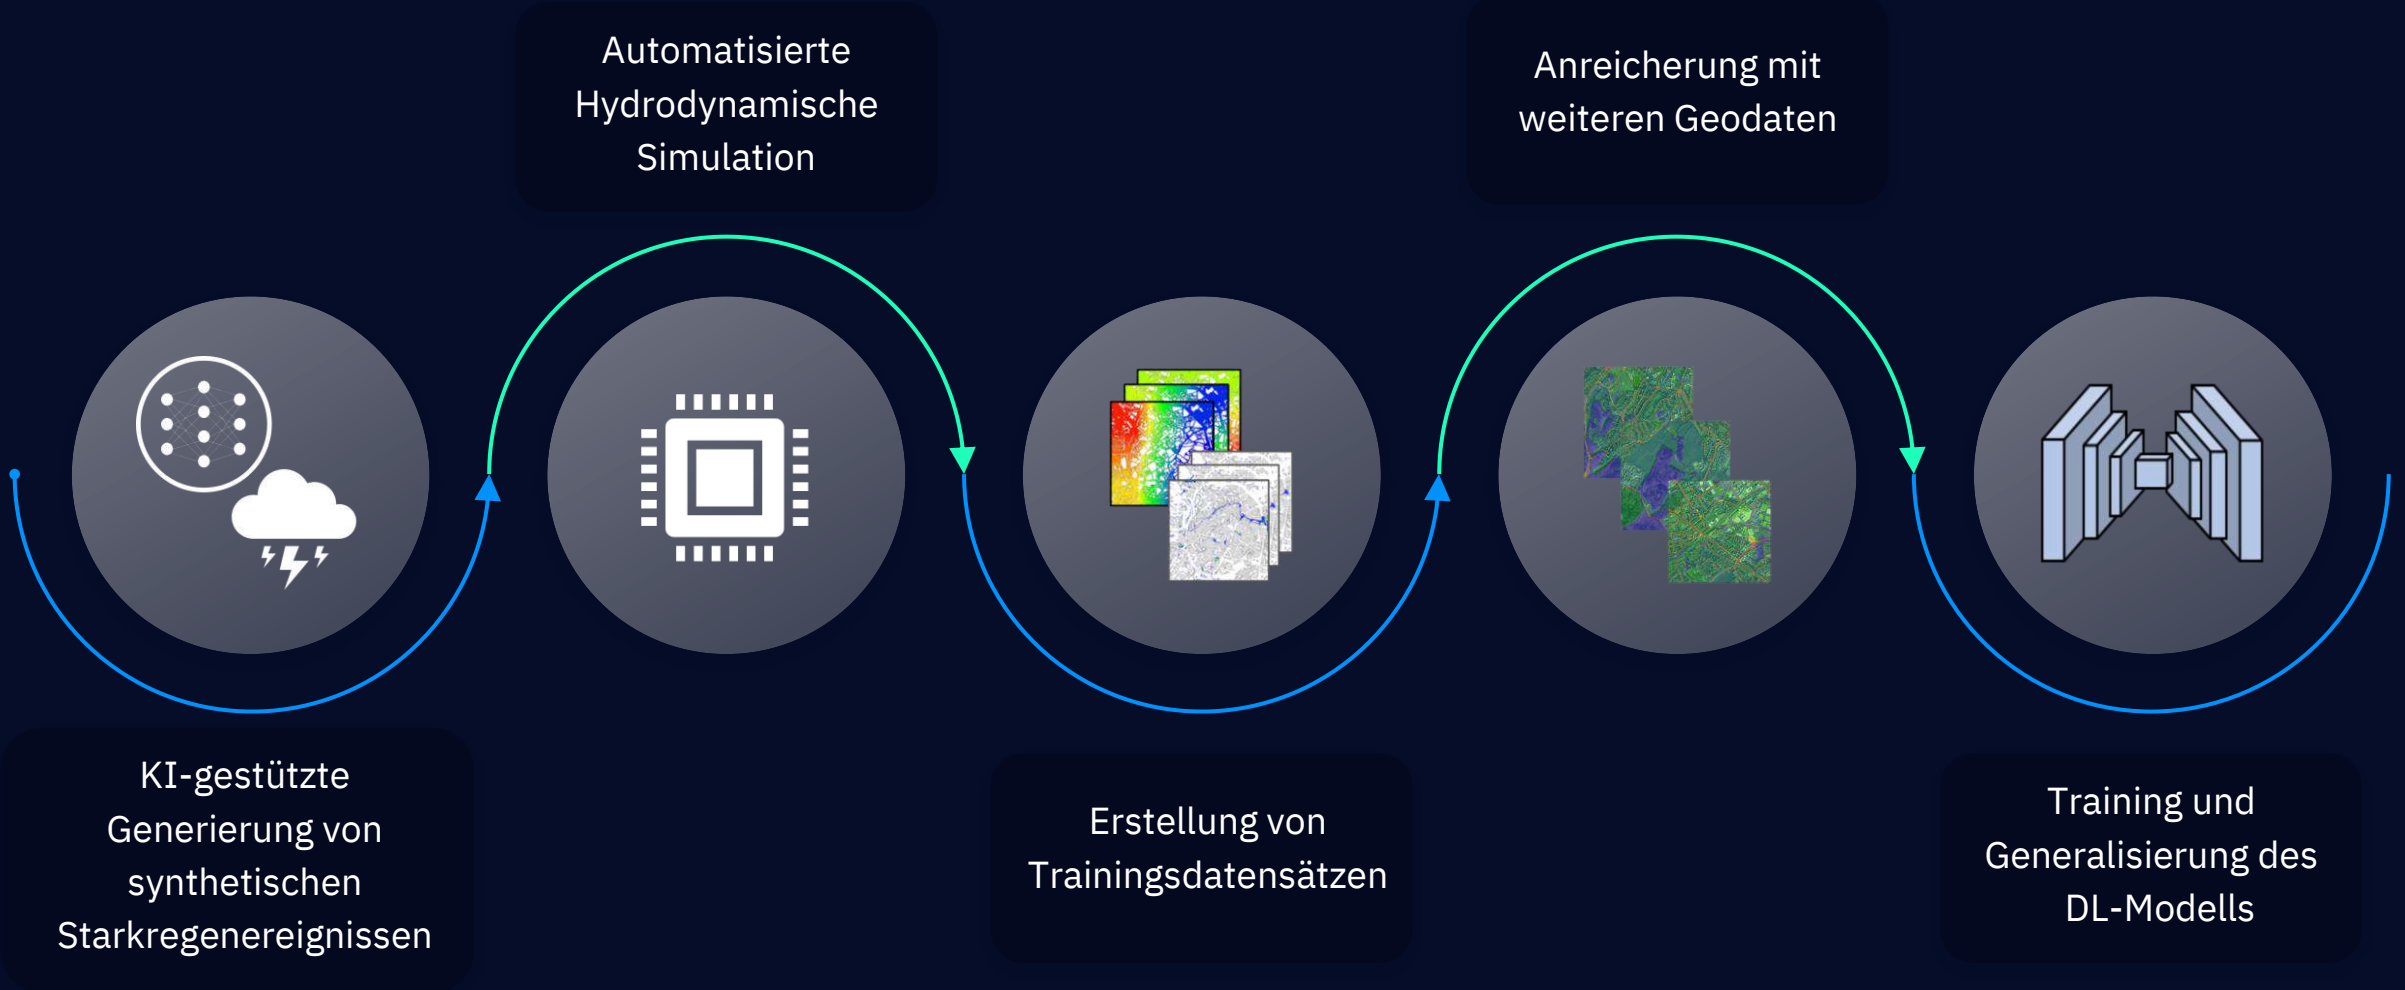 KI-gestützte
Generierung von
synthetischen
Starkregenereignissen
Automatisierte
Hydrodynamische
Simulation
Erstellung von
Trainingsdatensätzen
Anreicherung mit
weiteren Geodaten
Training und
Generalisierung des
DL-Modells